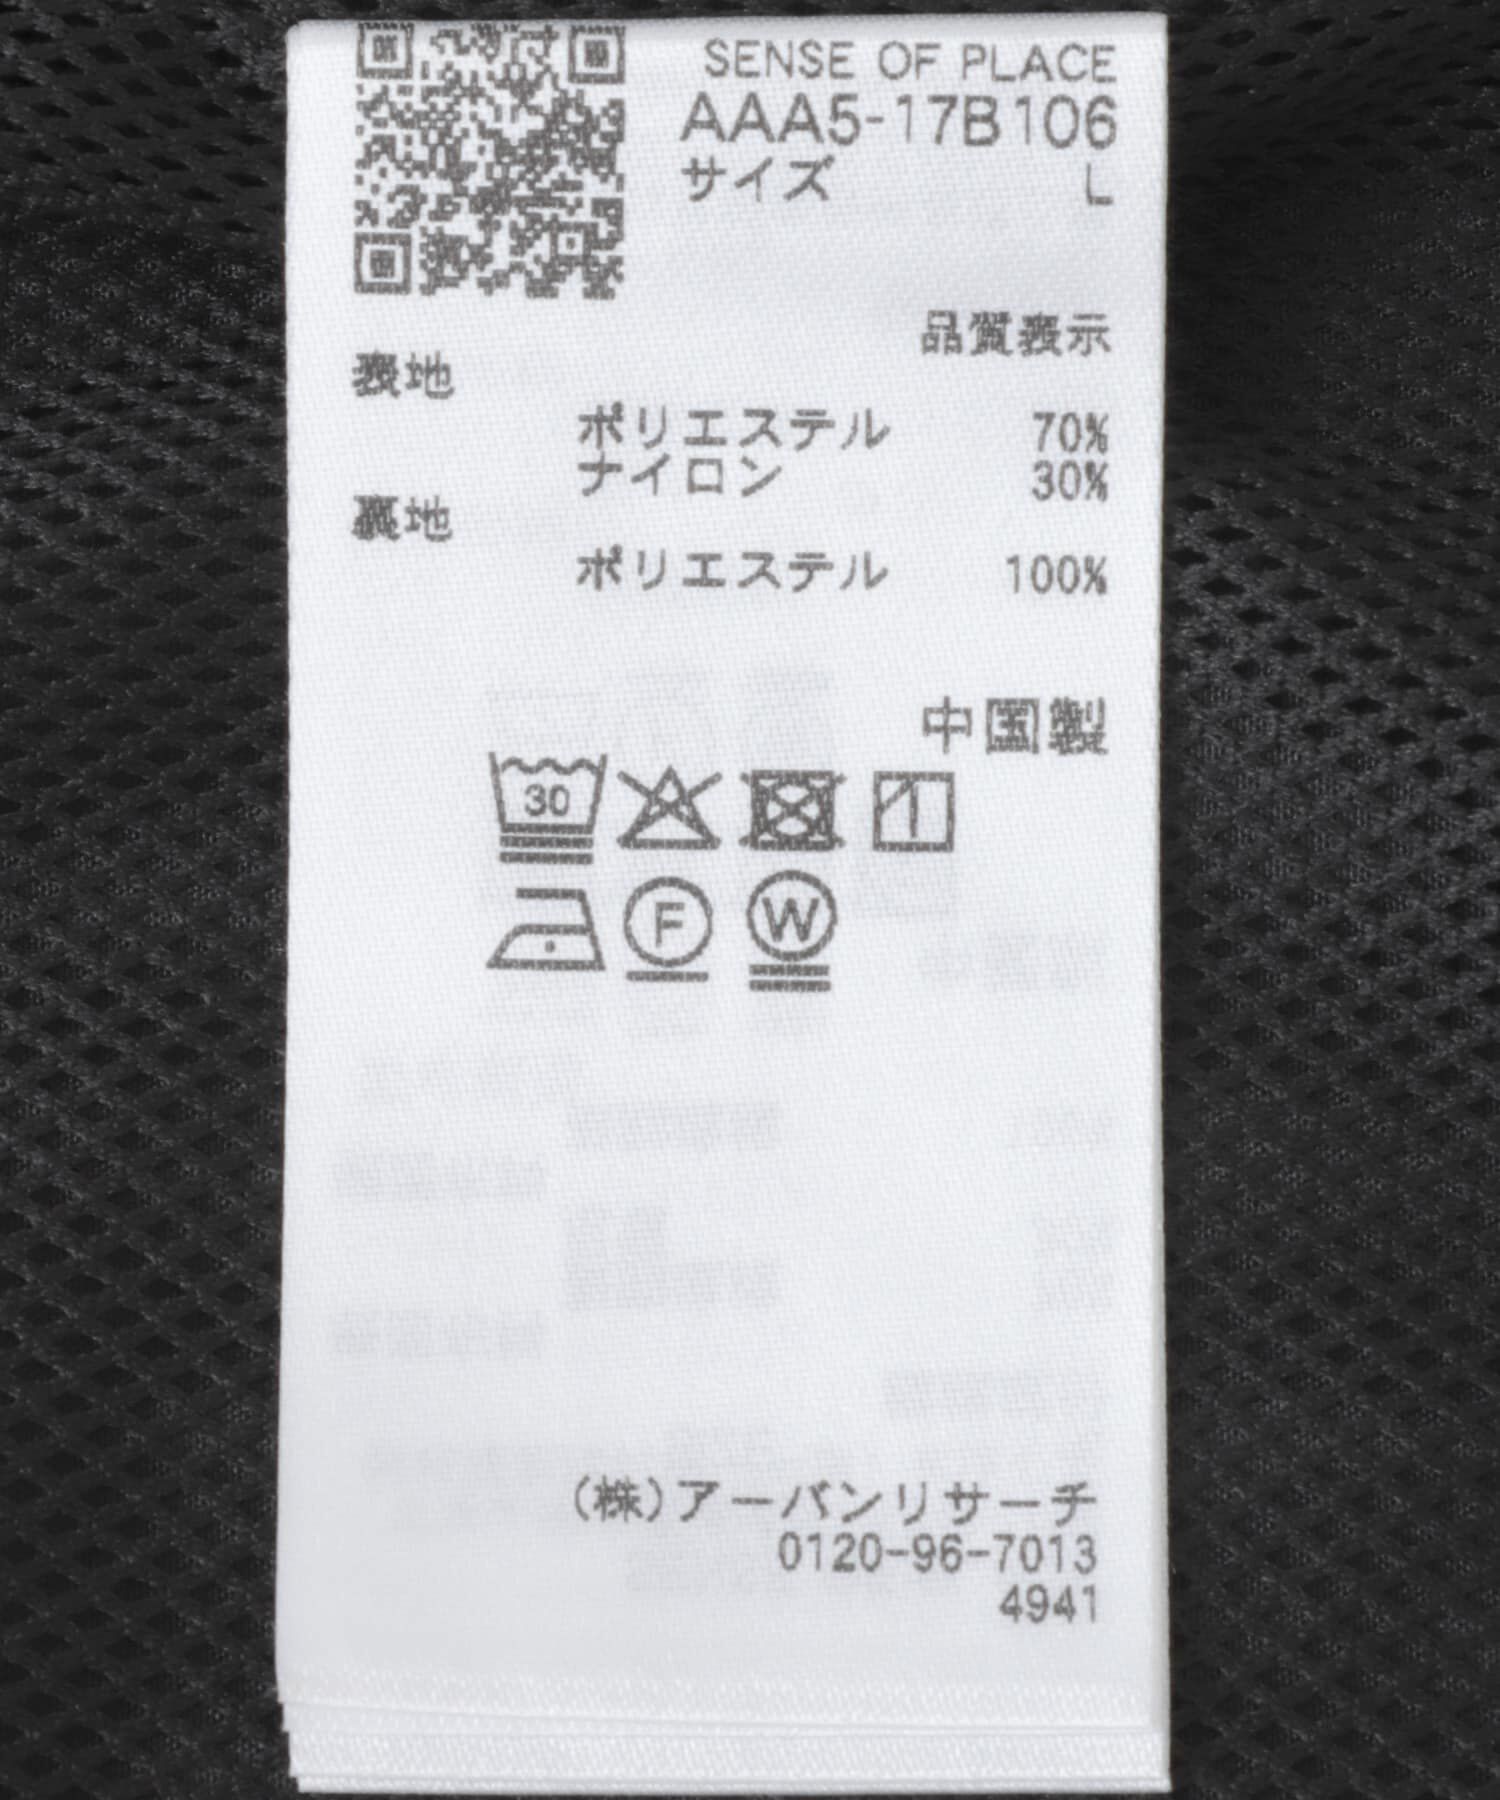 SENSE OF PLACE
AAA5-17B106
サイズ L
品質表示
表地
ポリエステル 70%
ナイロン 30%
裏地
ポリエステル 100%
中国製
30
F W
(株)アーバンリサーチ
0120-96-7013
4941